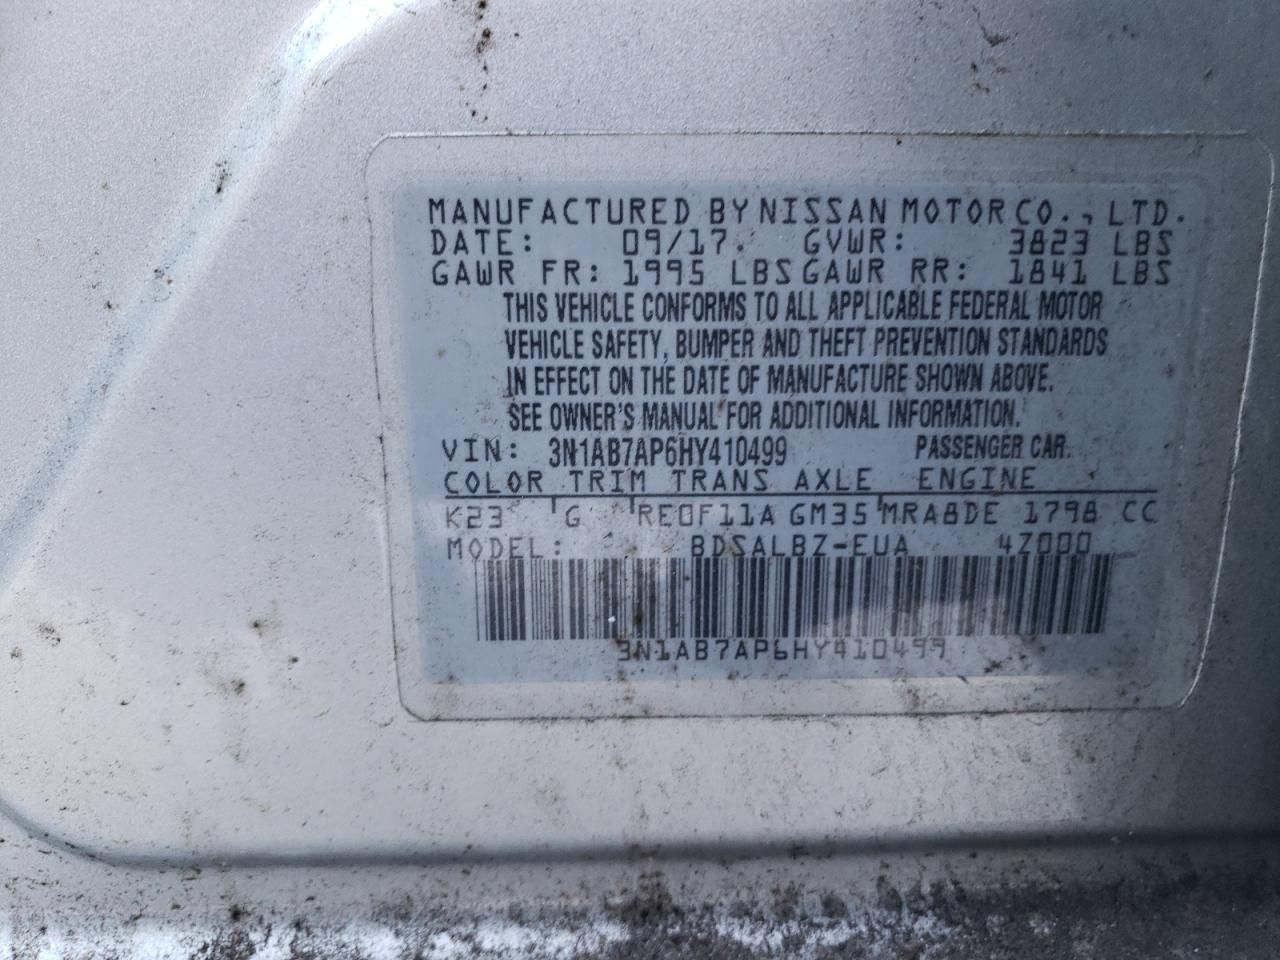 MANUFACTURED BY NISSAN MOTOR CO., LTD.
DATE: 09/17. GVWR: 3823 LBS
GAWR FR: 1995 LBS GAWR RR: 1841 LBS
THIS VEHICLE CONFORMS TO ALL APPLICABLE FEDERAL MOTOR
VEHICLE SAFETY, BUMPER AND THEFT PREVENTION STANDARDS
IN EFFECT ON THE DATE OF MANUFACTURE SHOWN ABOVE.
SEE OWNER'S MANUAL FOR ADDITIONAL INFORMATION.
VIN: 3N1AB7AP6HY410499 PASSENGER CAR.
COLOR TRIM TRANS AXLE ENGINE
K23 G RE0F11A GM35 MRA8DE 1798 CC
MODEL: BDSALBZ-EUA 4Z000
3N1AB7AP6HY410499